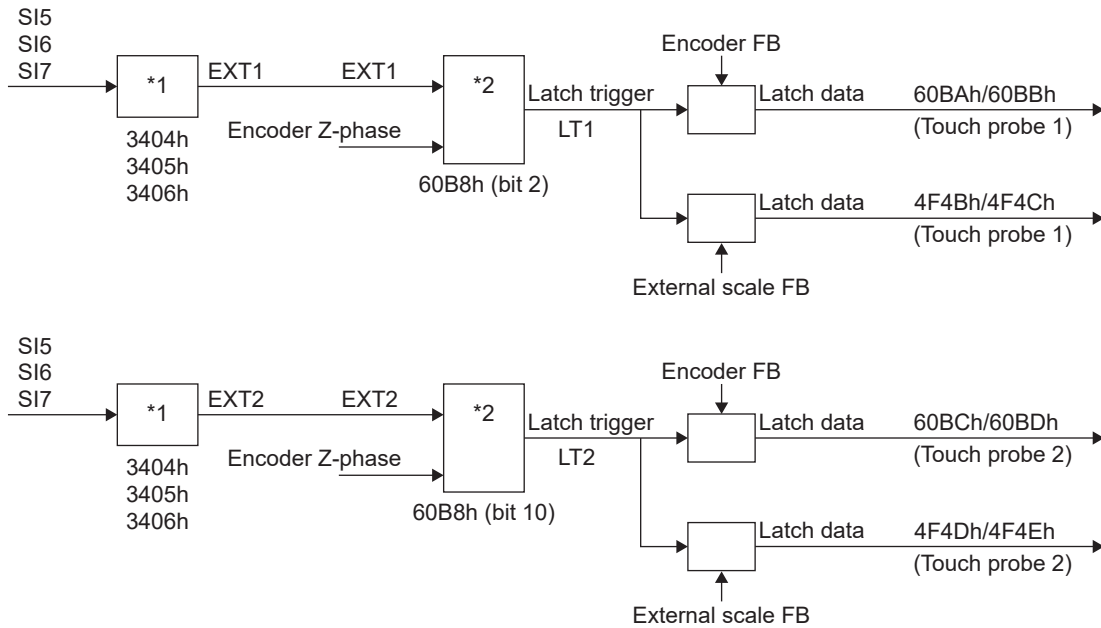 SI5
SI6
SI7
*1
EXT1
EXT1
*2
Encoder Z-phase
3404h
3405h
3406h
60B8h (bit 2)
Latch trigger
LT1
Encoder FB
Latch data
60BAh/60BBh
(Touch probe 1)
Latch data
4F4Bh/4F4Ch
(Touch probe 1)
External scale FB
SI5
SI6
SI7
*1
EXT2
EXT2
*2
Encoder Z-phase
3404h
3405h
3406h
60B8h (bit 10)
Latch trigger
LT2
Encoder FB
Latch data
60BCh/60BDh
(Touch probe 2)
Latch data
4F4Dh/4F4Eh
(Touch probe 2)
External scale FB